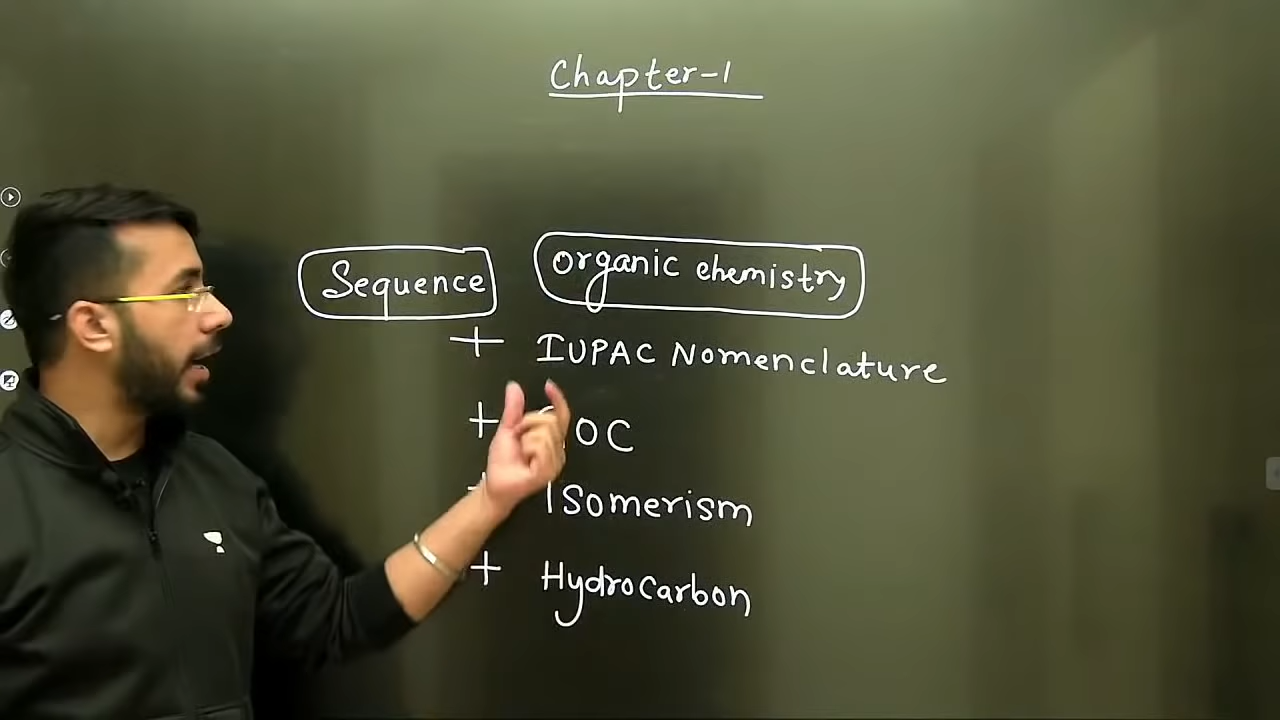 Chapter-1
Sequence organic chemistry
+ IUPAC Nomenclature
+ OC
+ Isomerism
+ Hydrocarbon